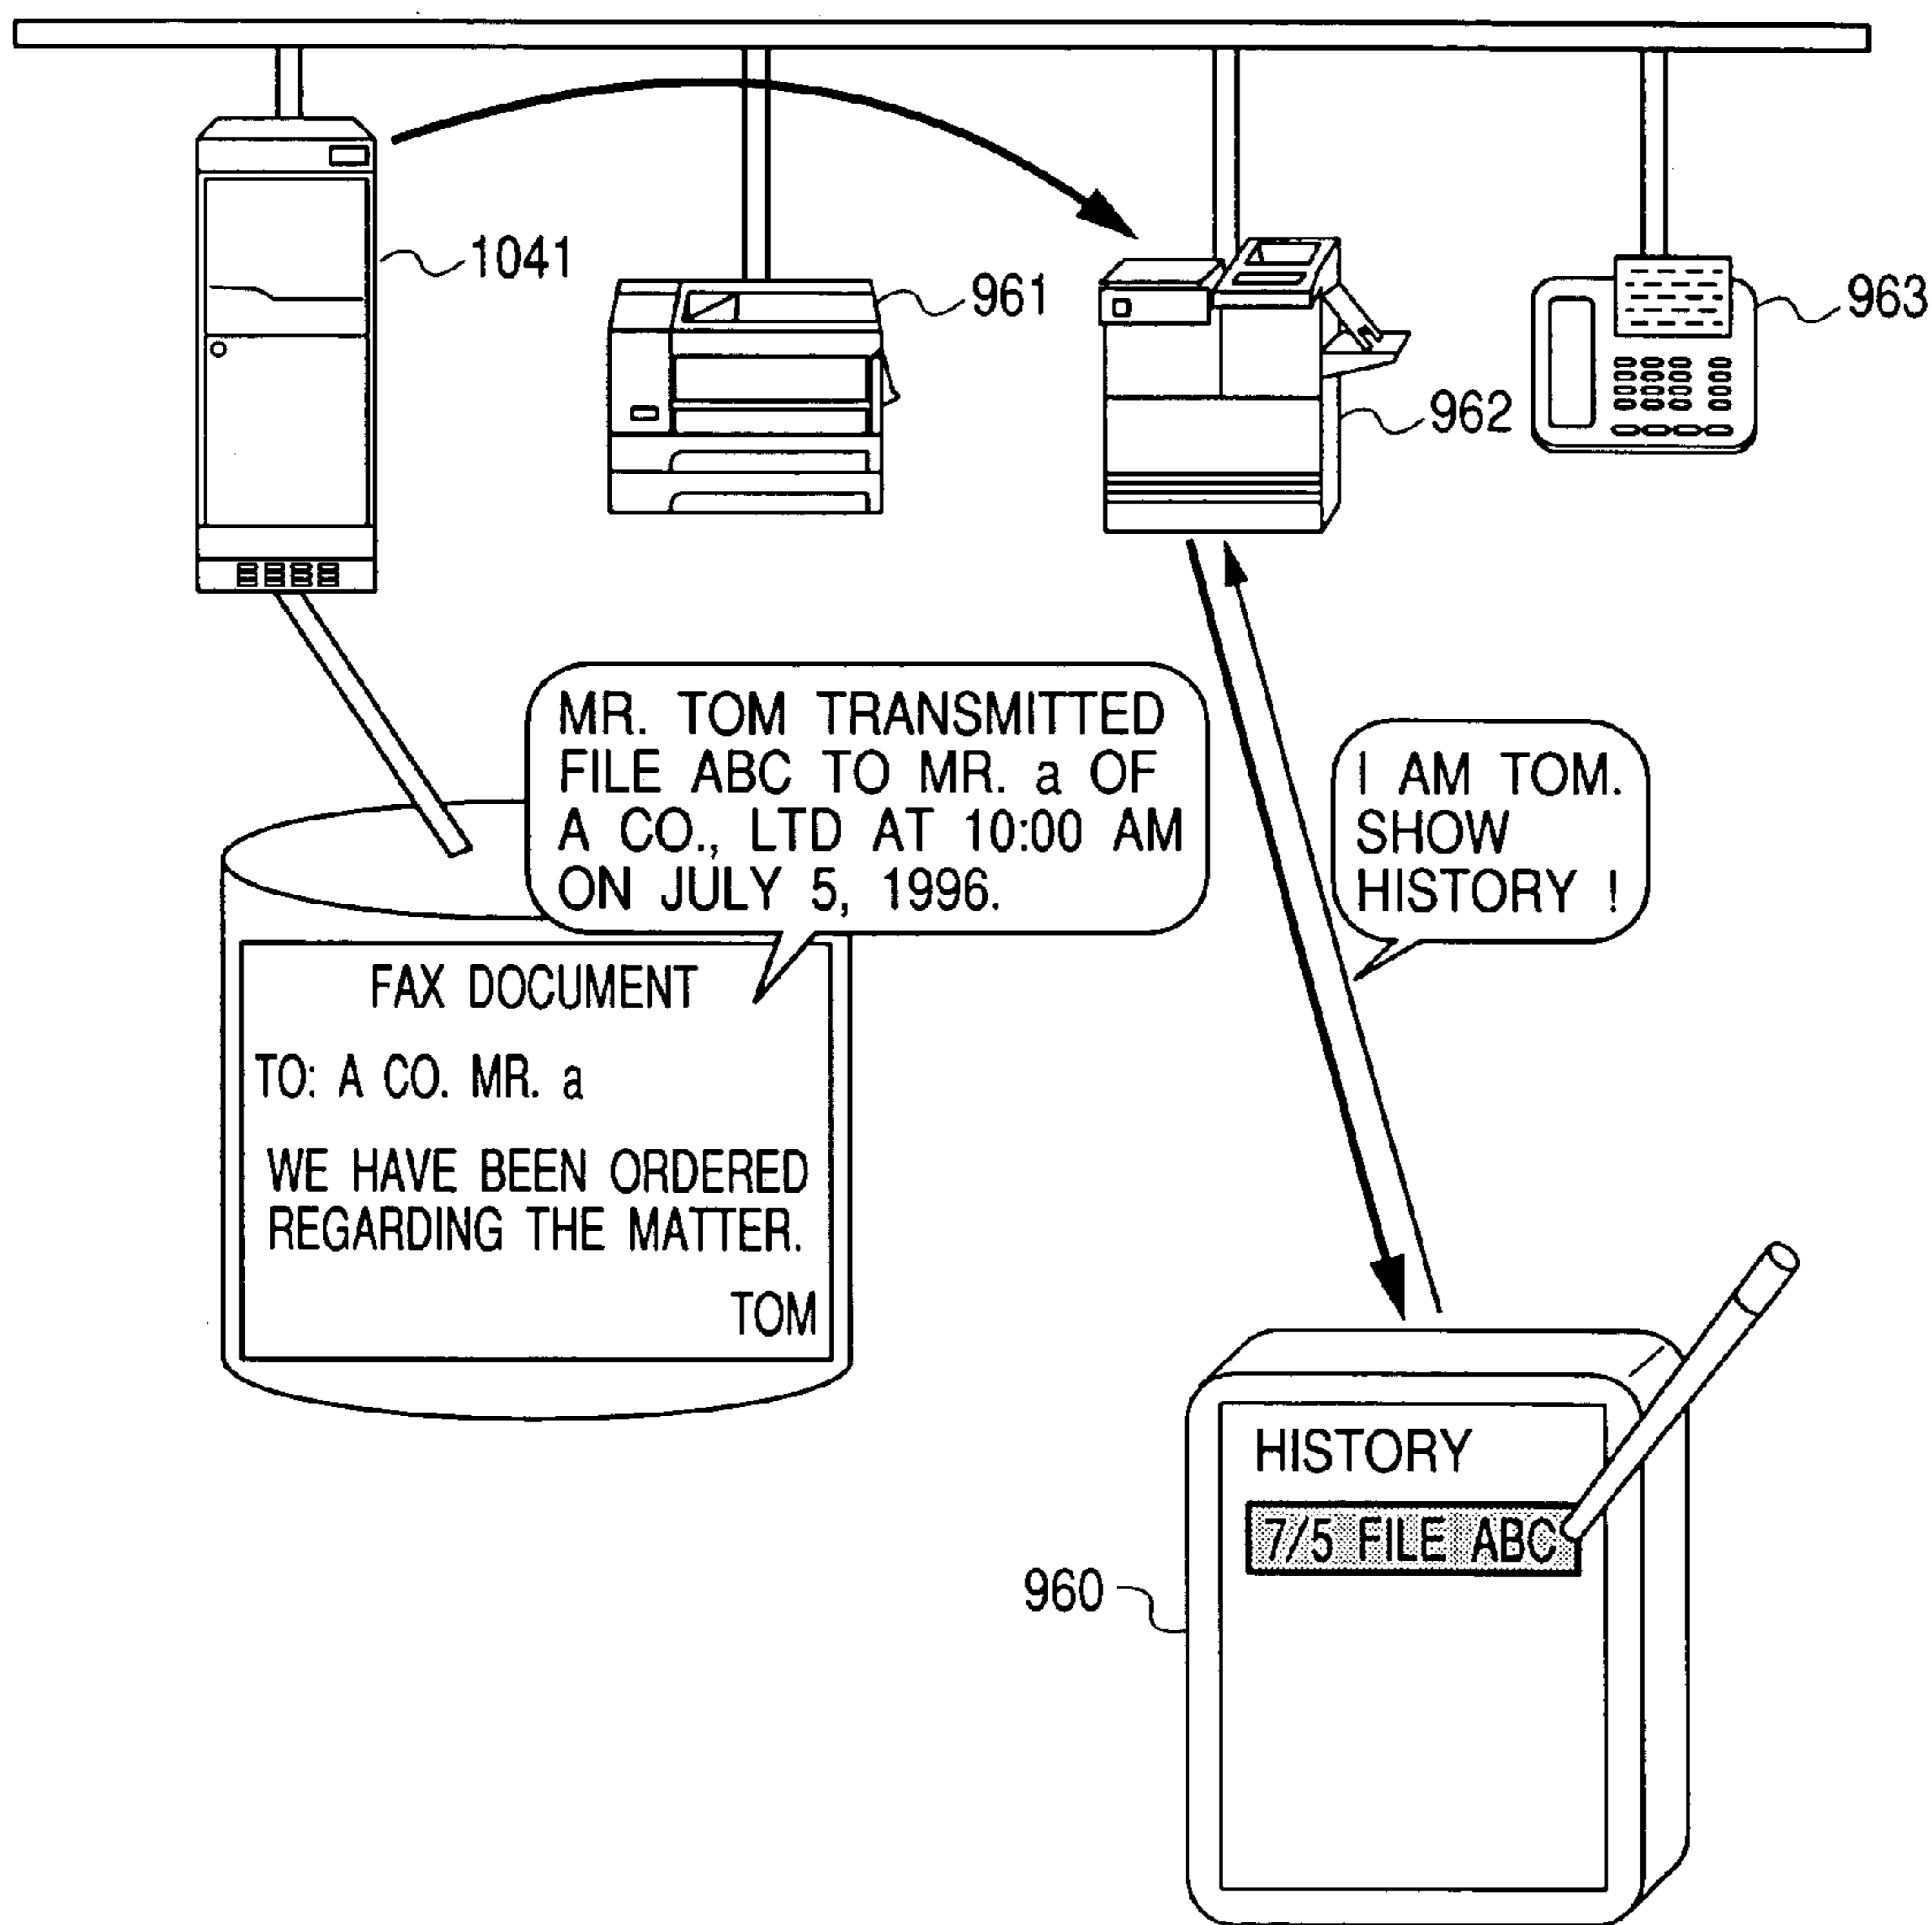 1041
961
962
963
MR. TOM TRANSMITTED
FILE ABC TO MR. a OF
A CO., LTD AT 10:00 AM
ON JULY 5, 1996.
I AM TOM.
SHOW
HISTORY !
FAX DOCUMENT
TO: A CO. MR. a
WE HAVE BEEN ORDERED
REGARDING THE MATTER.
TOM
HISTORY
7/5 FILE ABC
960